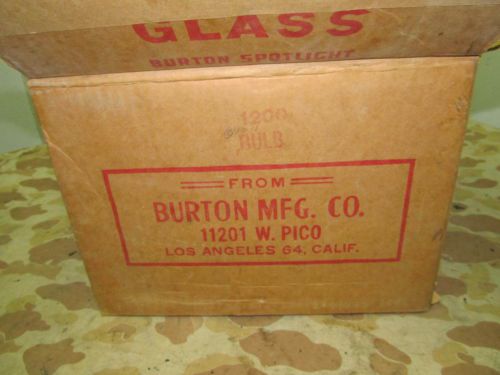 GLASS
BURTON SPOTLIGHT
1200
BULB
FROM
BURTON MFG. CO.
11201 W. PICO
LOS ANGELES 64, CALIF.